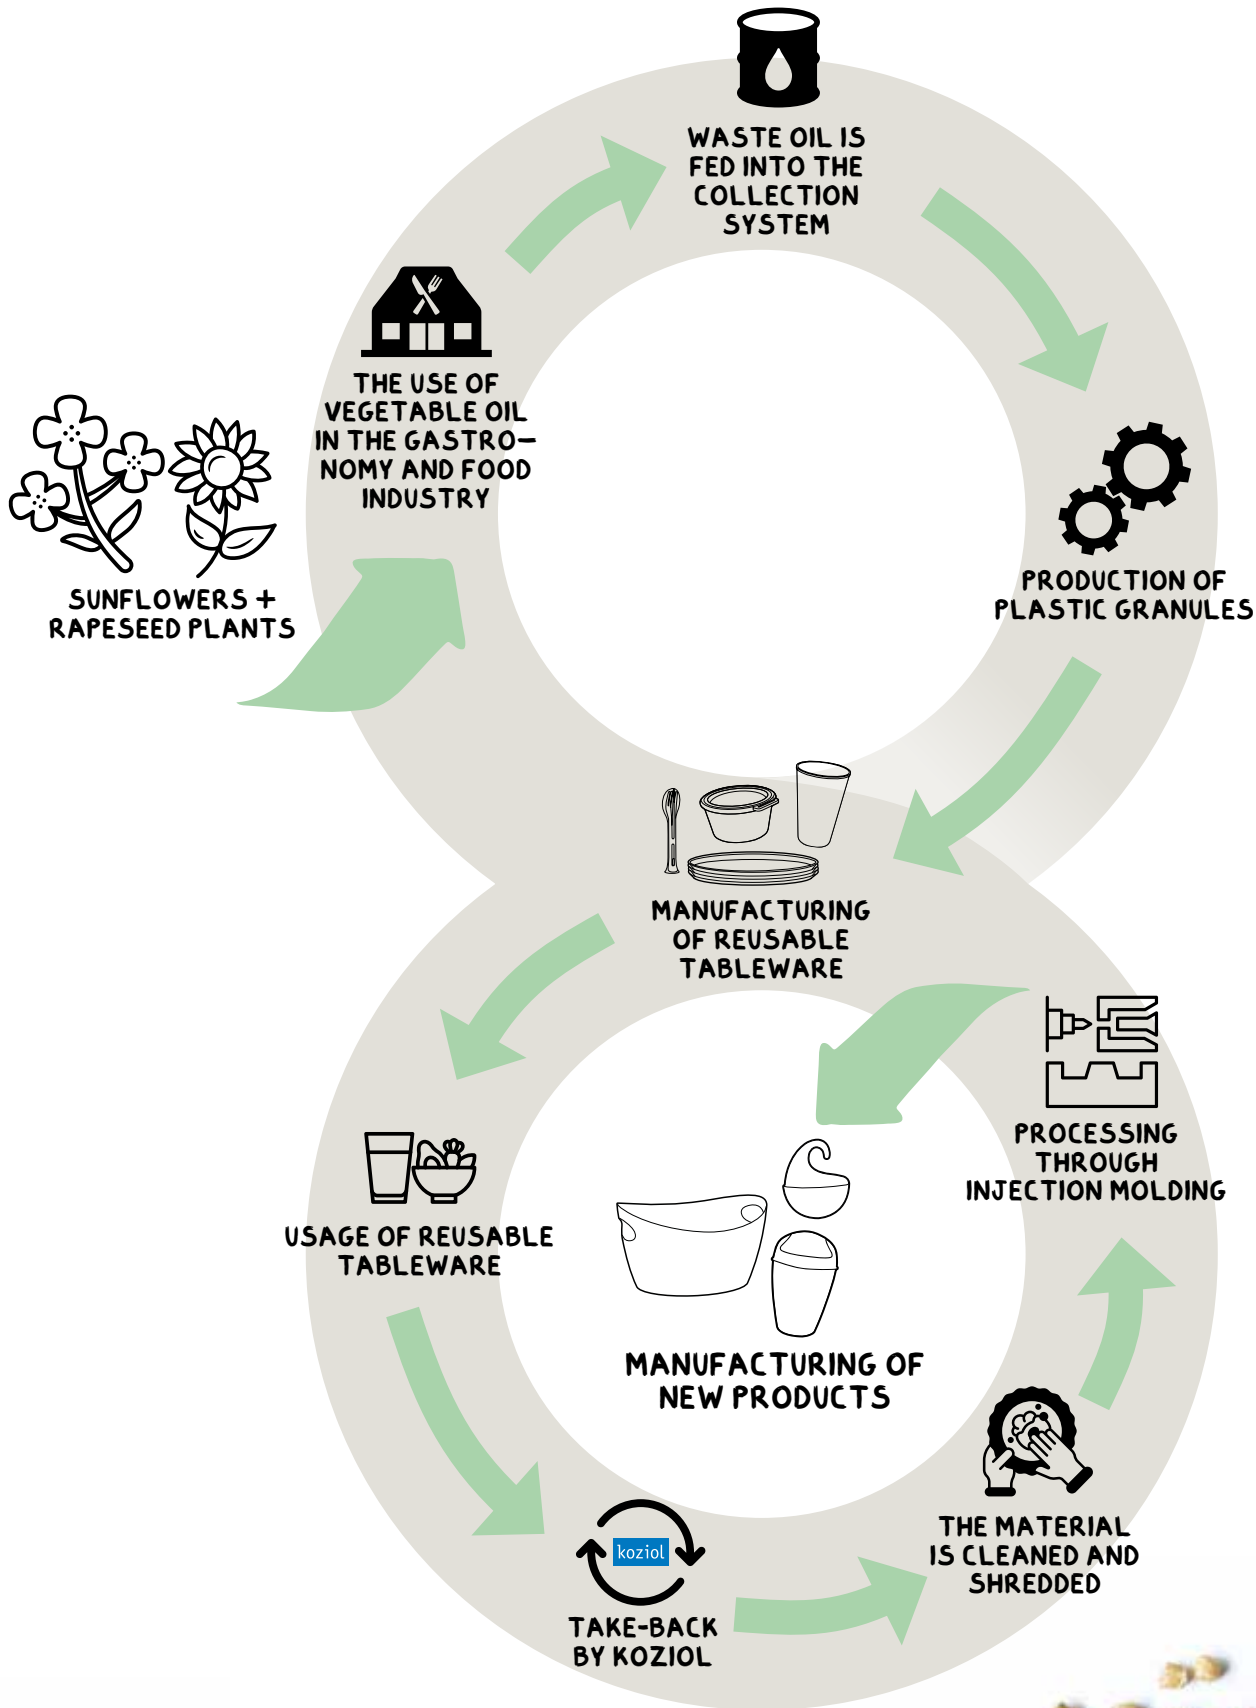 WASTE OIL IS
FED INTO THE
COLLECTION
SYSTEM
THE USE OF
VEGETABLE OIL
IN THE GASTRO–
NOMY AND FOOD
INDUSTRY
SUNFLOWERS +
RAPESEED PLANTS
PRODUCTION OF
PLASTIC GRANULES
MANUFACTURING
OF REUSABLE
TABLEWARE
PROCESSING
THROUGH
INJECTION MOLDING
USAGE OF REUSABLE
TABLEWARE
MANUFACTURING OF
NEW PRODUCTS
koziol
TAKE-BACK
BY KOZIOL
THE MATERIAL
IS CLEANED AND
SHREDDED